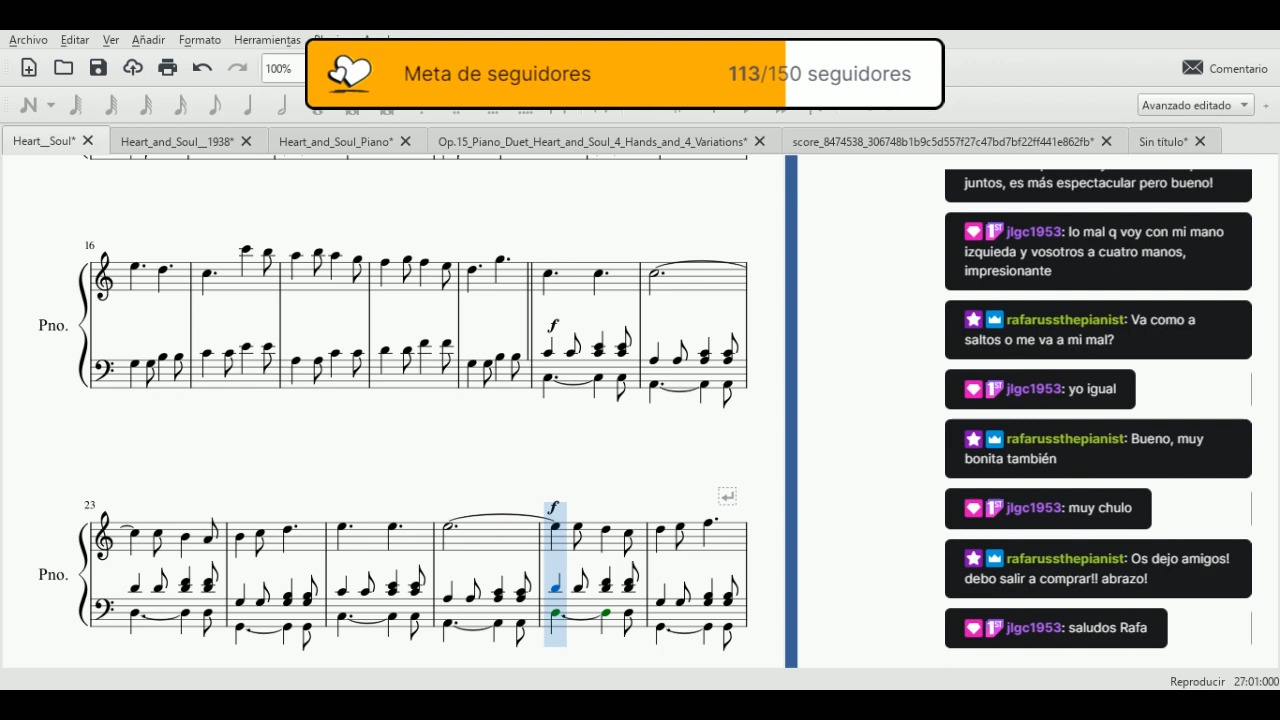 Archivo Editar Ver Añadir Formato Herramientas
Meta de seguidores 113/150 seguidores
100%
Comentario
Avanzado editado
Heart__Soul* Heart_and_Soul__1938* Heart_and_Soul_Piano* Op.15_Piano_Duet_Heart_and_Soul_4_Hands_and_4_Variations* score_8474538_306748b1b9c5d557f27c47bd7bf22ff441e862fb* Sin título*
juntos, es más espectacular pero bueno!
jlgc1953: lo mal q voy con mi mano
izquieda y vosotros a cuatro manos,
impresionante
rafarussthepianist: Va como a
saltos o me va a mi mal?
jlgc1953: yo igual
rafarussthepianist: Bueno, muy
bonita también
jlgc1953: muy chulo
rafarussthepianist: Os dejo amigos!
debo salir a comprar!! abrazo!
jlgc1953: saludos Rafa
16
Pno.
f
23
f
Pno.
Reproducir 27:01:000